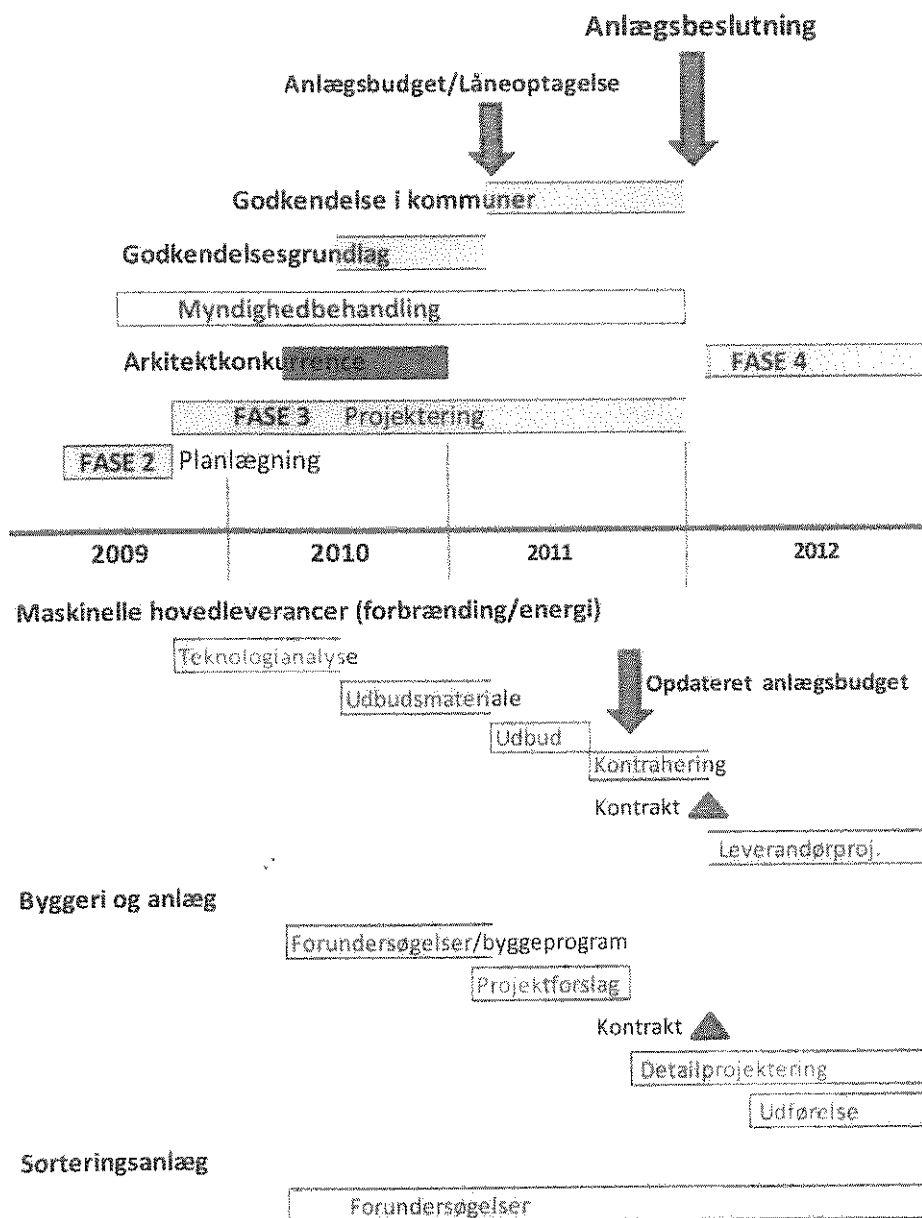 Anlægsbeslutning
Anlægsbudget/Låneoptagelse
Godkendelse i kommuner
Godkendelsesgrundlag
Myndighedbehandling
Arkitektkonkurrence
FASE 4
FASE 3 Projektering
FASE 2 Planlægning
2009 2010 2011 2012
Maskinelle hovedleverancer (forbrænding/energi)
Teknologianalyse
Opdateret anlægsbudget
Udbudsmateriale
Udbud
Kontrahering
Kontrakt
Leverandørproj.
Byggeri og anlæg
Forundersøgelser/byggeprogram
Projektforslag
Kontrakt
Detailprojektering
Udførelse
Sorteringsanlæg
Forundersøgelser